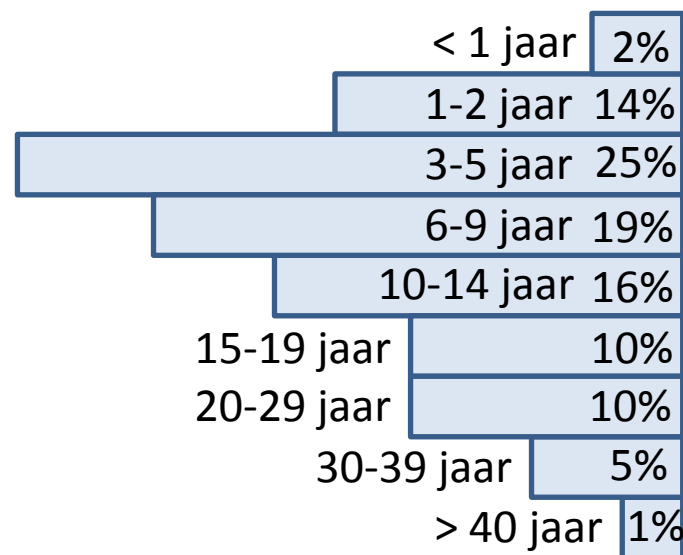 < 1 jaar 2%
1-2 jaar 14%
3-5 jaar 25%
6-9 jaar 19%
10-14 jaar 16%
15-19 jaar 10%
20-29 jaar 10%
30-39 jaar 5%
> 40 jaar 1%